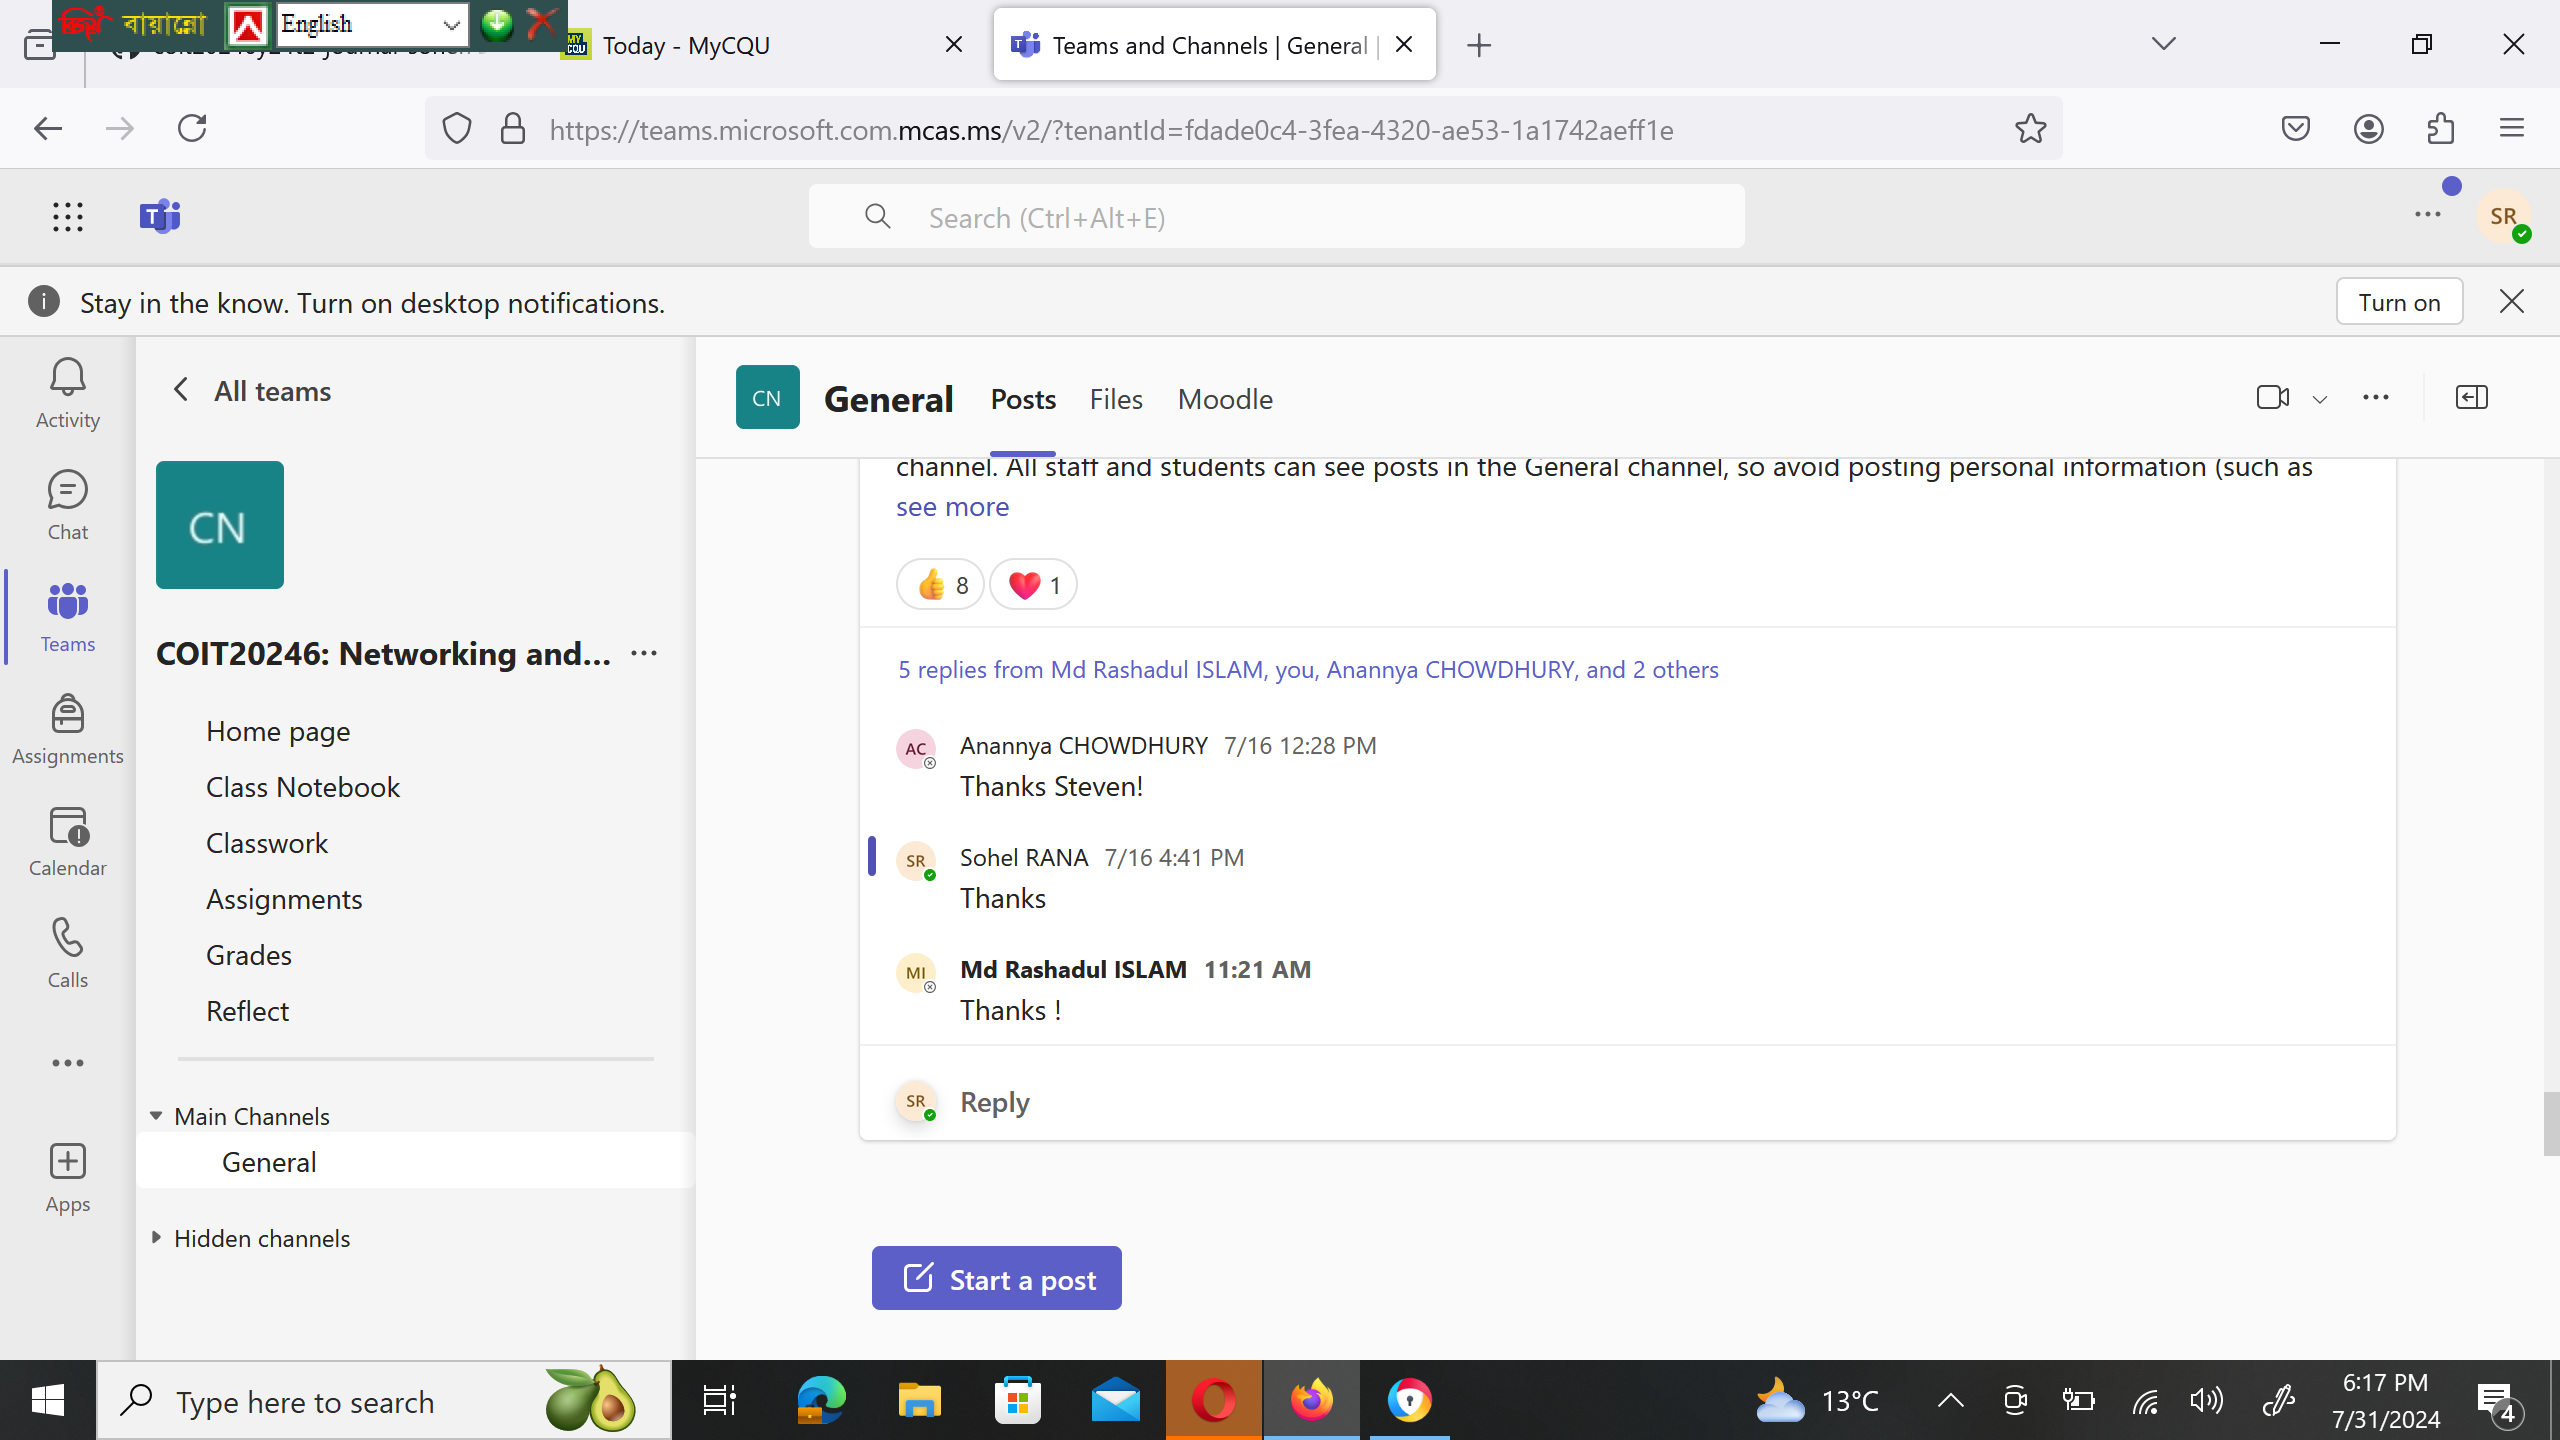 বায়ান্নো
English
Today - MyCQU
Teams and Channels | General |
https://teams.microsoft.com.mcas.ms/v2/?tenantId=fdade0c4-3fea-4320-ae53-1a1742aeff1e
Search (Ctrl+Alt+E)
SR
Stay in the know. Turn on desktop notifications.
Turn on
Activity
Chat
Teams
Assignments
Calendar
Calls
Apps
All teams
CN
COIT20246: Networking and...
Home page
Class Notebook
Classwork
Assignments
Grades
Reflect
Main Channels
General
Hidden channels
CN
General
Posts
Files
Moodle
channel. All staff and students can see posts in the General channel, so avoid posting personal information (such as
see more
8
1
5 replies from Md Rashadul ISLAM, you, Anannya CHOWDHURY, and 2 others
AC
Anannya CHOWDHURY 7/16 12:28 PM
Thanks Steven!
SR
Sohel RANA 7/16 4:41 PM
Thanks
MI
Md Rashadul ISLAM 11:21 AM
Thanks !
SR
Reply
Start a post
Type here to search
13°C
6:17 PM
7/31/2024
4